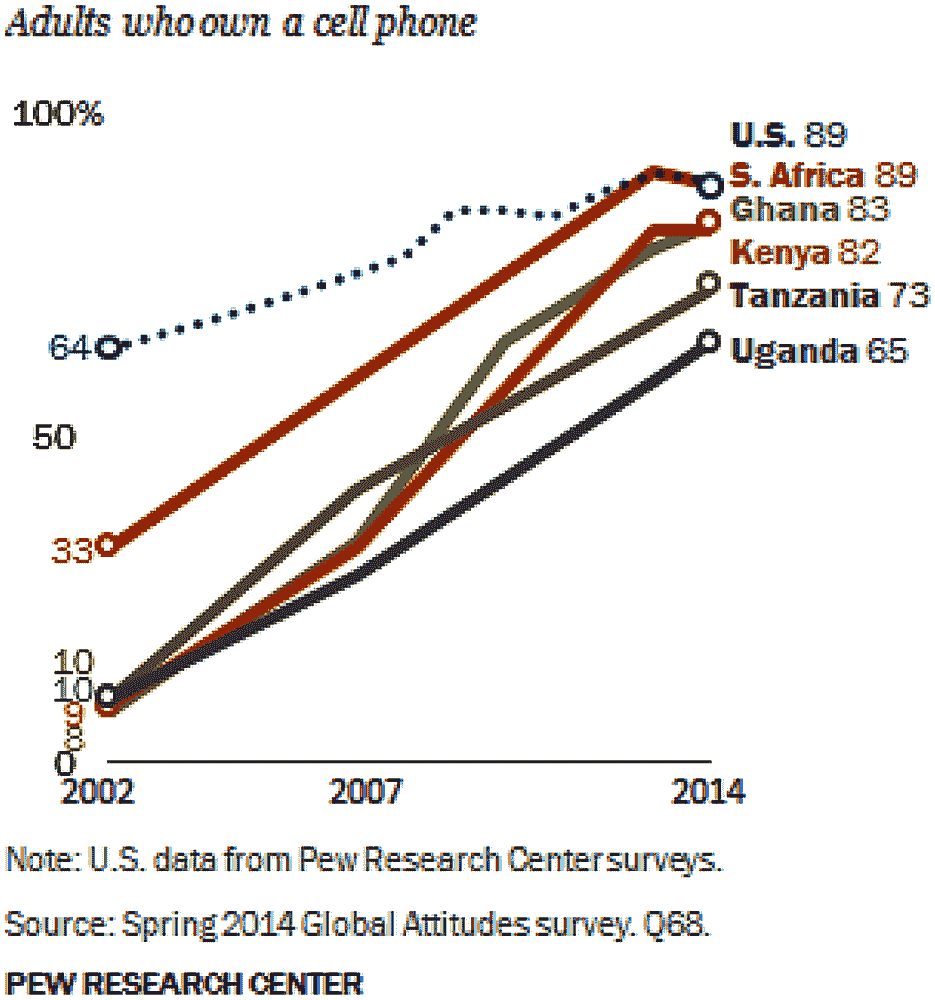 Adults who own a cell phone
100%
U.S. 89
S. Africa 89
Ghana 83
Kenya 82
Tanzania 73
64
Uganda 65
50
33
10
10
9
8
0
2002 2007 2014
Note: U.S. data from Pew Research Center surveys.
Source: Spring 2014 Global Attitudes survey. Q68.
PEW RESEARCH CENTER